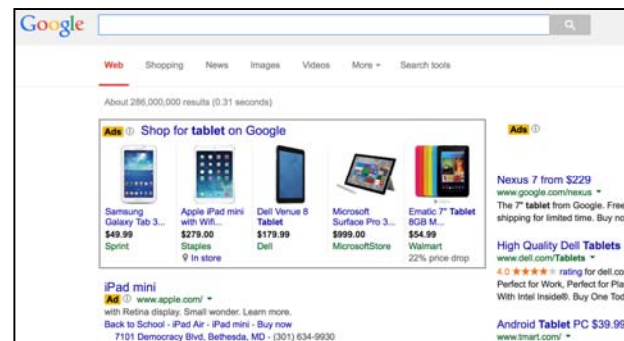 Google
Web Shopping News Images Videos More Search tools
About 286,000,000 results (0.31 seconds)
Ads Shop for tablet on Google
Samsung Galaxy Tab 3...
$49.99
Sprint
Apple iPad mini with Wifi...
$279.00
Staples
In store
Dell Venue 8 Tablet
$179.99
Dell
Microsoft Surface Pro 3...
$999.00
MicrosoftStore
Ematic 7" Tablet 8GB M...
$54.99
Walmart
22% price drop
iPad mini
Ad www.apple.com/
with Retina display. Small wonder. Learn more.
Back to School - iPad Air - iPad mini - Buy now
7101 Democracy Blvd, Bethesda, MD - (301) 634-9930
Ads
Nexus 7 from $229
www.google.com/nexus
The 7" tablet from Google. Free
shipping for limited time. Buy no
High Quality Dell Tablets
www.dell.com/Tablets
4.0 ★★★★★ rating for dell.co
Perfect for Work, Perfect for Pla
With Intel Inside®. Buy One Tod
Android Tablet PC $39.99
www.tmart.com/